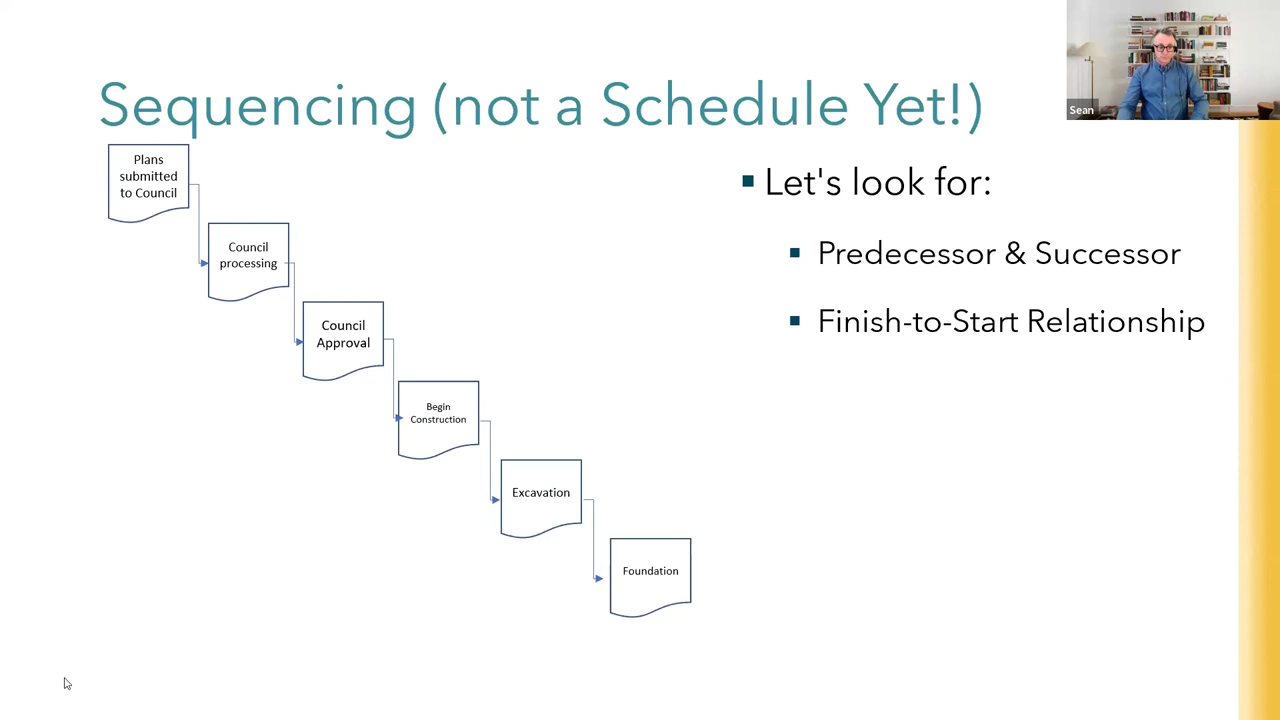 Sequencing (not a Schedule Yet!)
Sean
Plans
submitted
to Council
Council
processing
Council
Approval
Begin
Construction
Excavation
Foundation
Let's look for:
Predecessor & Successor
Finish-to-Start Relationship